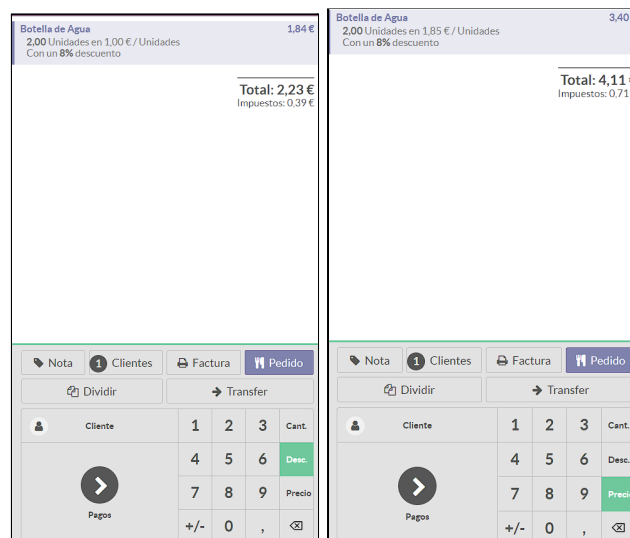 Botella de Agua 1,84 €
2,00 Unidades en 1,00 € / Unidades
Con un 8% descuento
Total: 2,23 €
Impuestos: 0,39 €
Nota 1 Clientes Factura Pedido
Dividir Transfer
Cliente 1 2 3 Cant.
4 5 6 Desc.
Pagos 7 8 9 Precio
+/- 0 ,
Botella de Agua 3,40
2,00 Unidades en 1,85 € / Unidades
Con un 8% descuento
Total: 4,11
Impuestos: 0,71
Nota 1 Clientes Factura Pedido
Dividir Transfer
Cliente 1 2 3 Cant.
4 5 6 Desc.
Pagos 7 8 9 Preci
+/- 0 ,